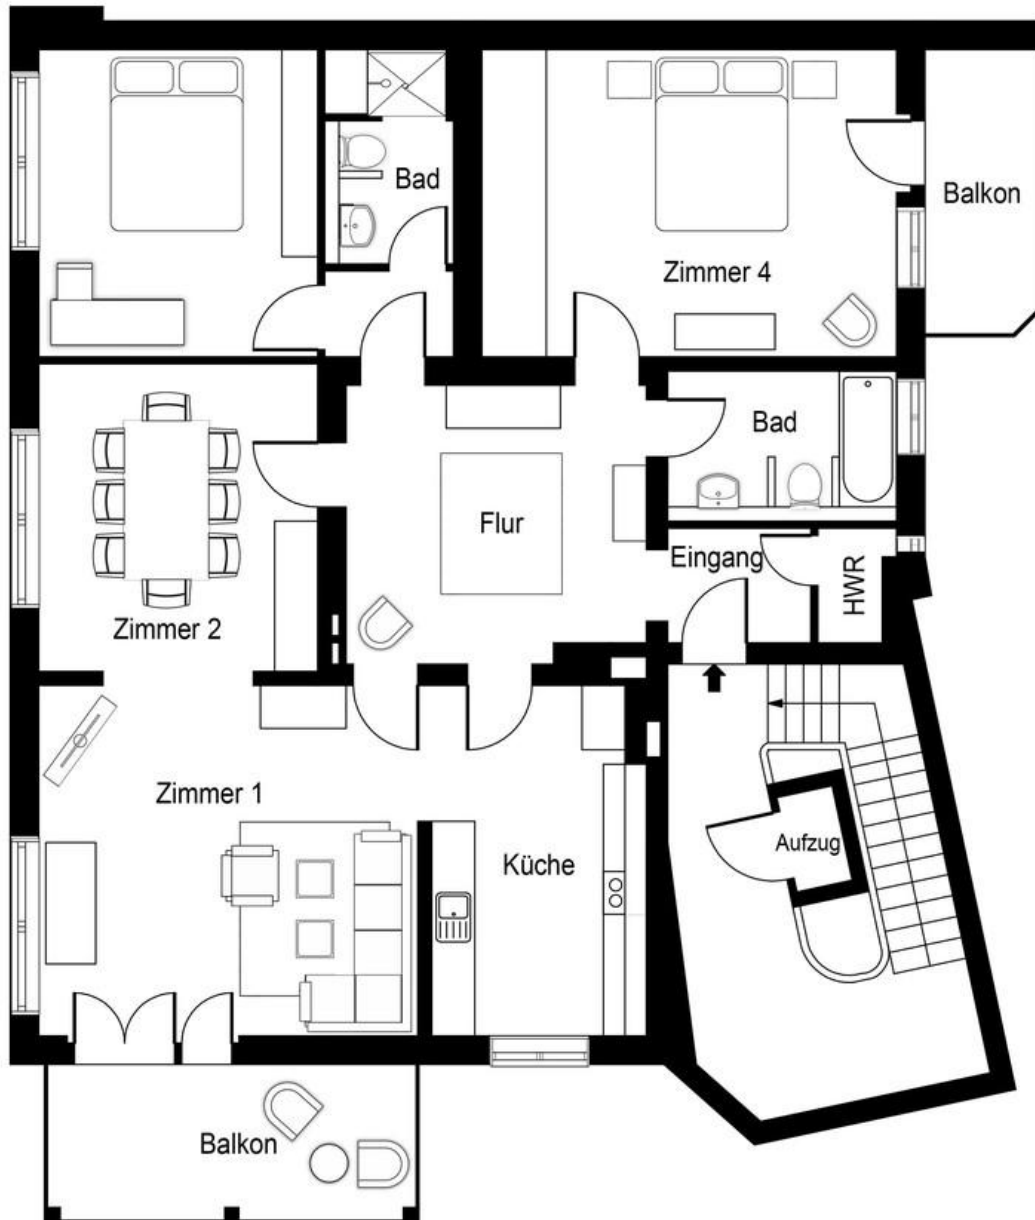 Bad
Balkon
Zimmer 4
Bad
Flur
Eingang
HWR
Zimmer 2
Zimmer 1
Küche
Aufzug
Balkon